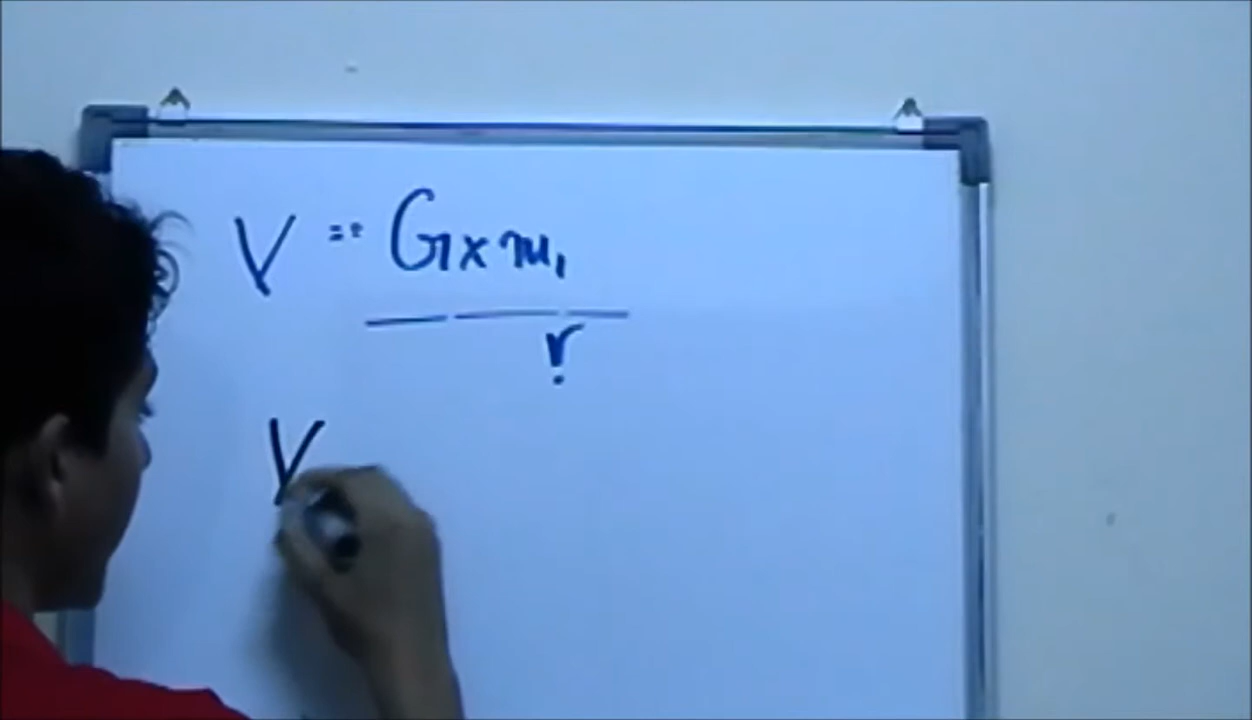 V = G x m₁
r
V